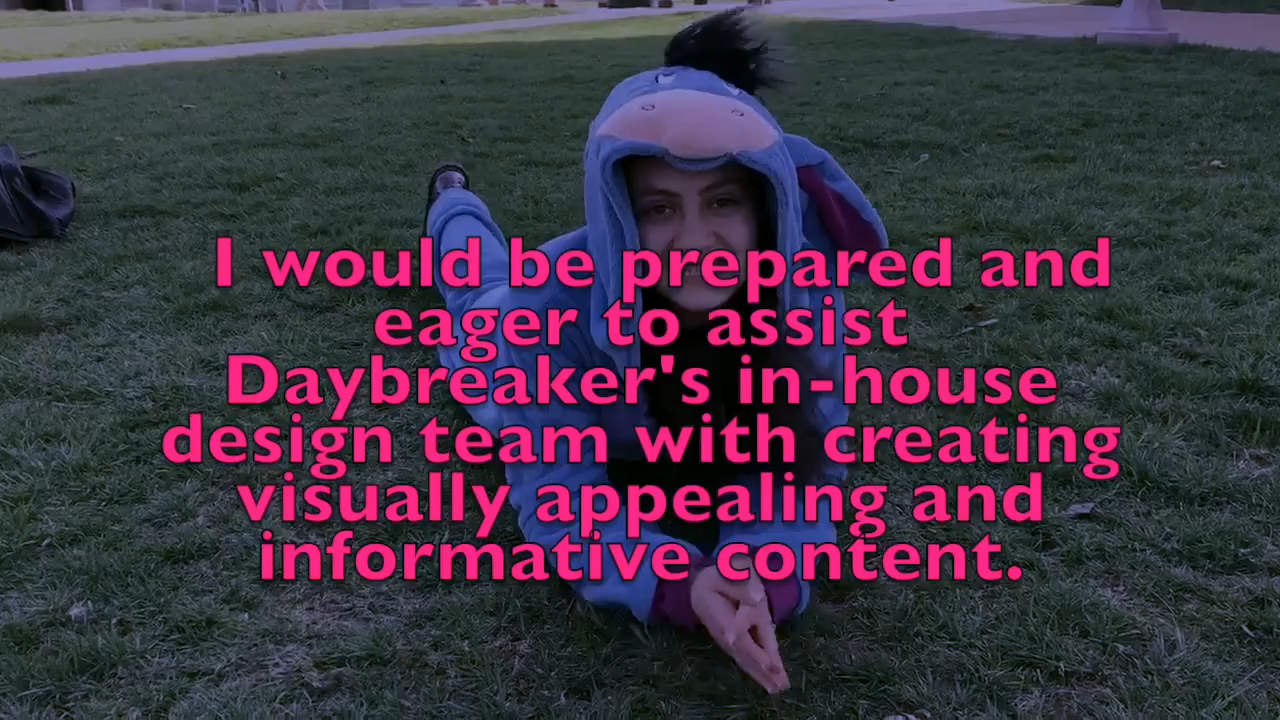 I would be prepared and
eager to assist
Daybreaker's in-house
design team with creating
visually appealing and
informative content.